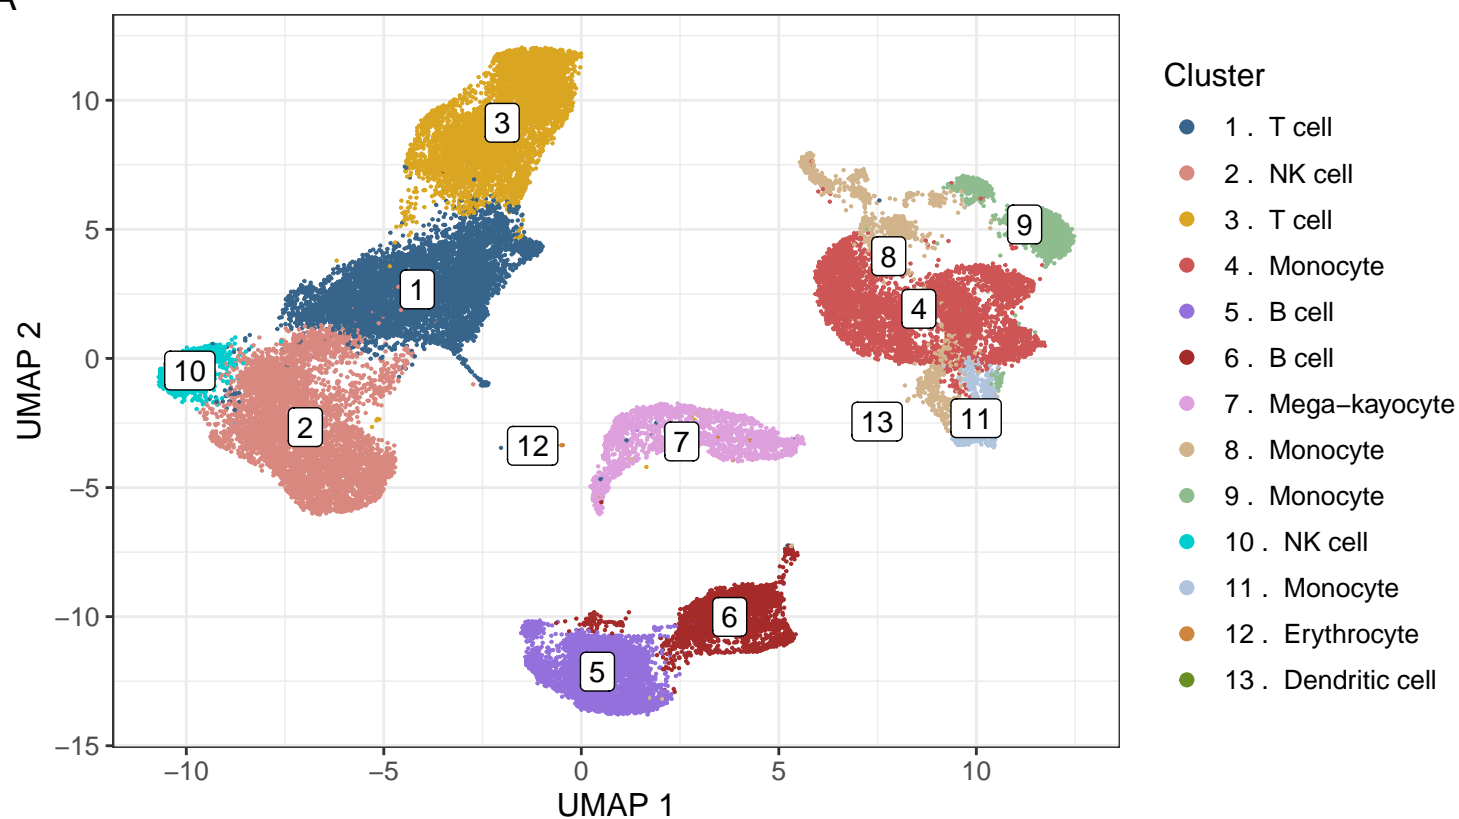 A
Cluster
1 . T cell
2 . NK cell
3 . T cell
4 . Monocyte
5 . B cell
6 . B cell
7 . Mega−kayocyte
8 . Monocyte
9 . Monocyte
10 . NK cell
11 . Monocyte
12 . Erythrocyte
13 . Dendritic cell
UMAP 2
10
5
0
−5
−10
−15
3
9
8
1
4
10
13
11
2
12
7
6
5
−10
−5
0
5
10
UMAP 1